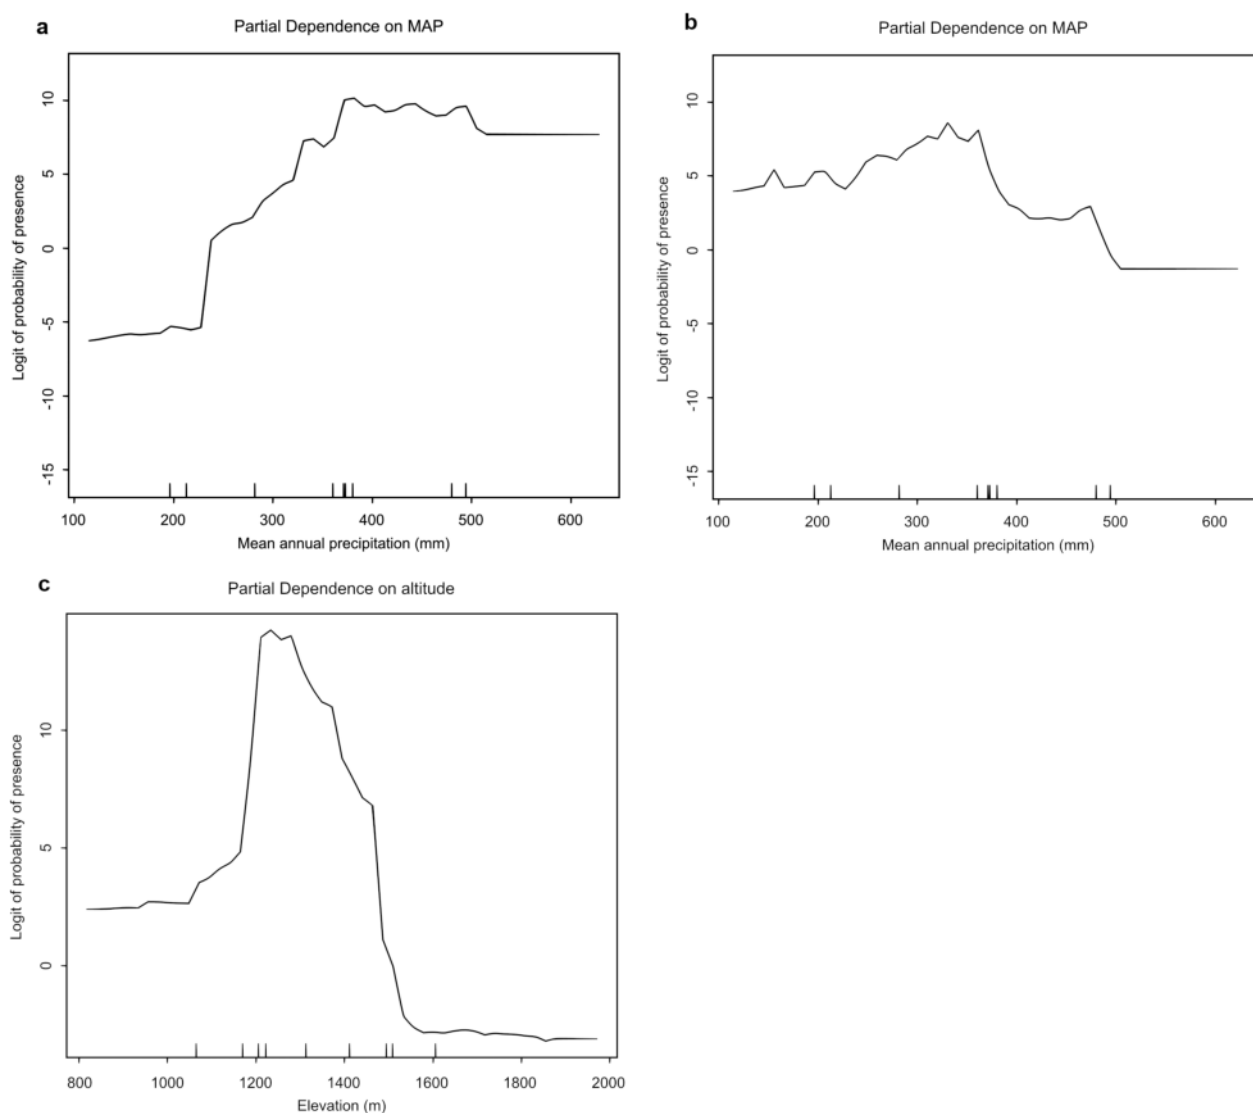 a
Partial Dependence on MAP
10
5
0
-5
-10
-15
Logit of probability of presence
100 200 300 400 500 600
Mean annual precipitation (mm)
b
Partial Dependence on MAP
10
5
0
-5
-10
-15
Logit of probability of presence
100 200 300 400 500 600
Mean annual precipitation (mm)
c
Partial Dependence on altitude
10
5
0
Logit of probability of presence
800 1000 1200 1400 1600 1800 2000
Elevation (m)